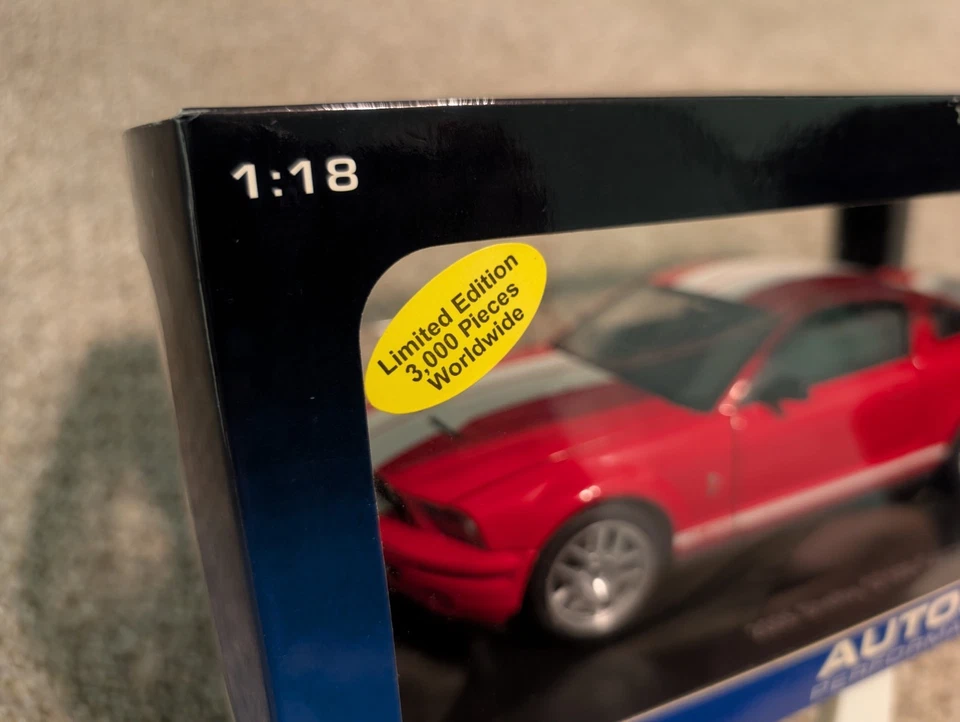 1:18
Limited Edition
3,000 Pieces
Worldwide
AUTO